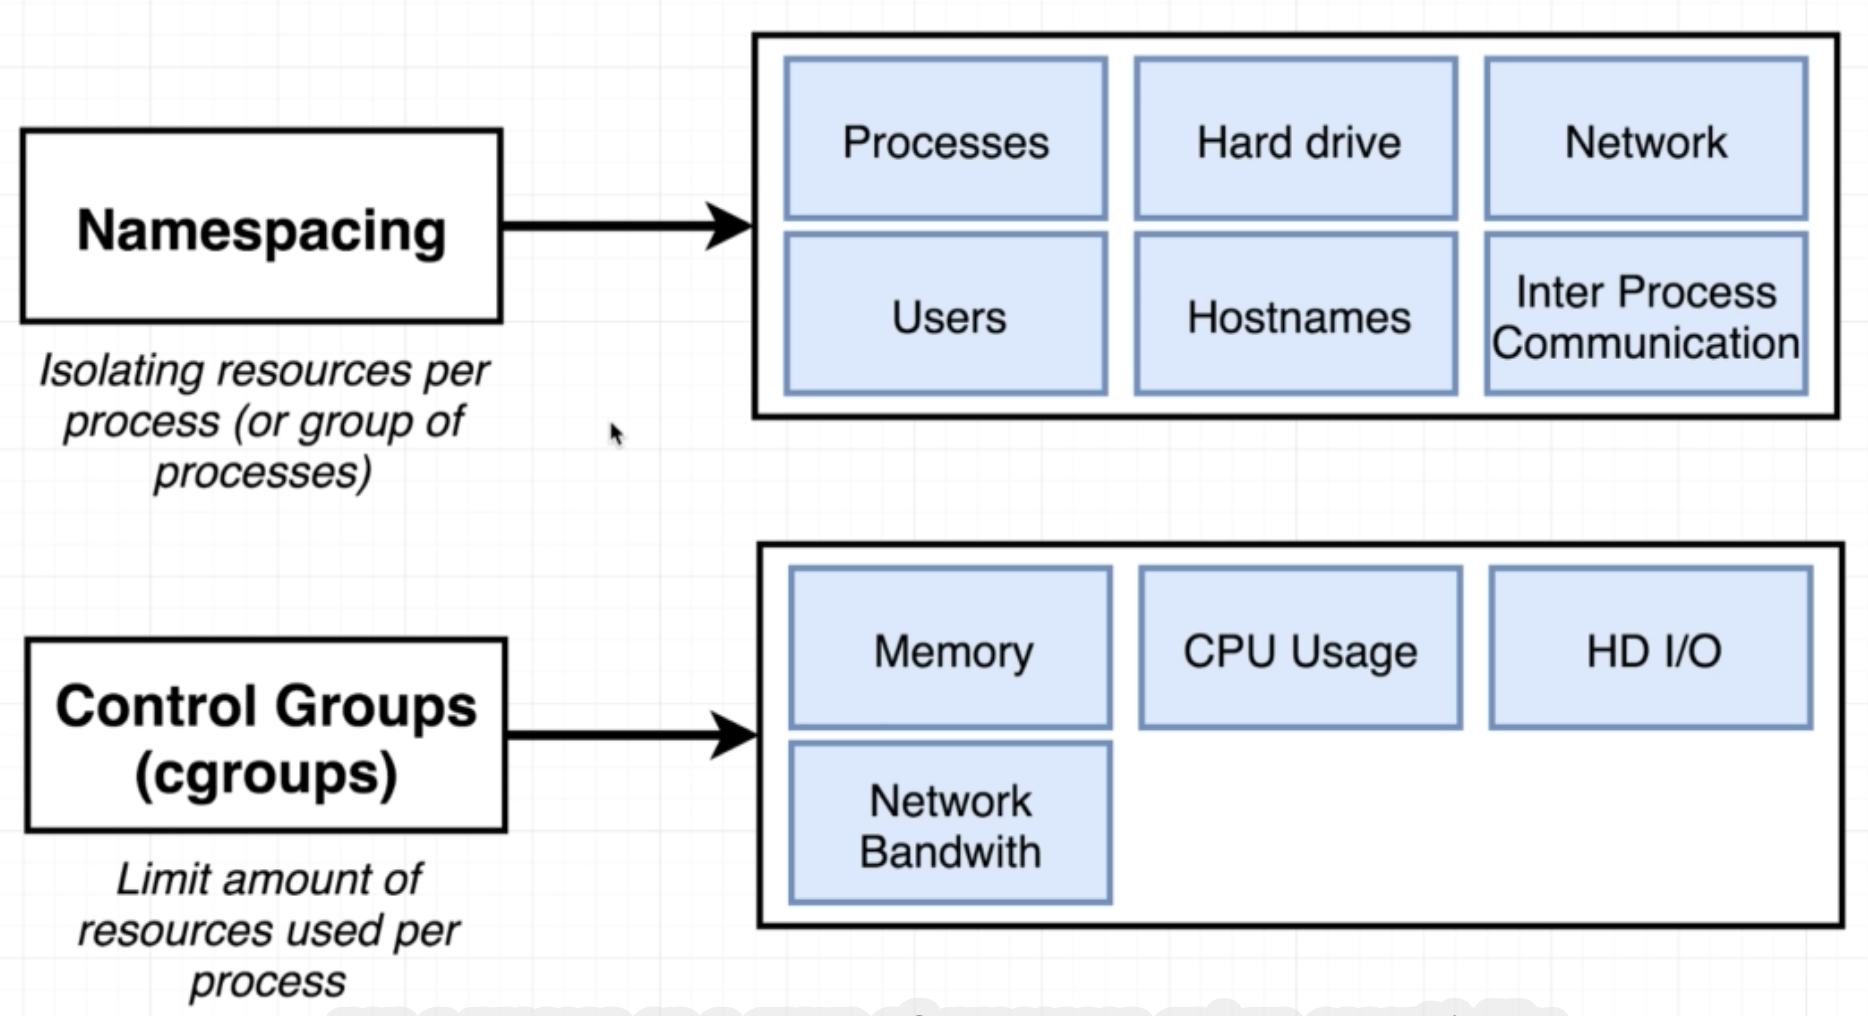 Namespacing
Isolating resources per
process (or group of
processes)
Processes
Hard drive
Network
Users
Hostnames
Inter Process
Communication
Control Groups
(cgroups)
Limit amount of
resources used per
process
Memory
CPU Usage
HD I/O
Network
Bandwith